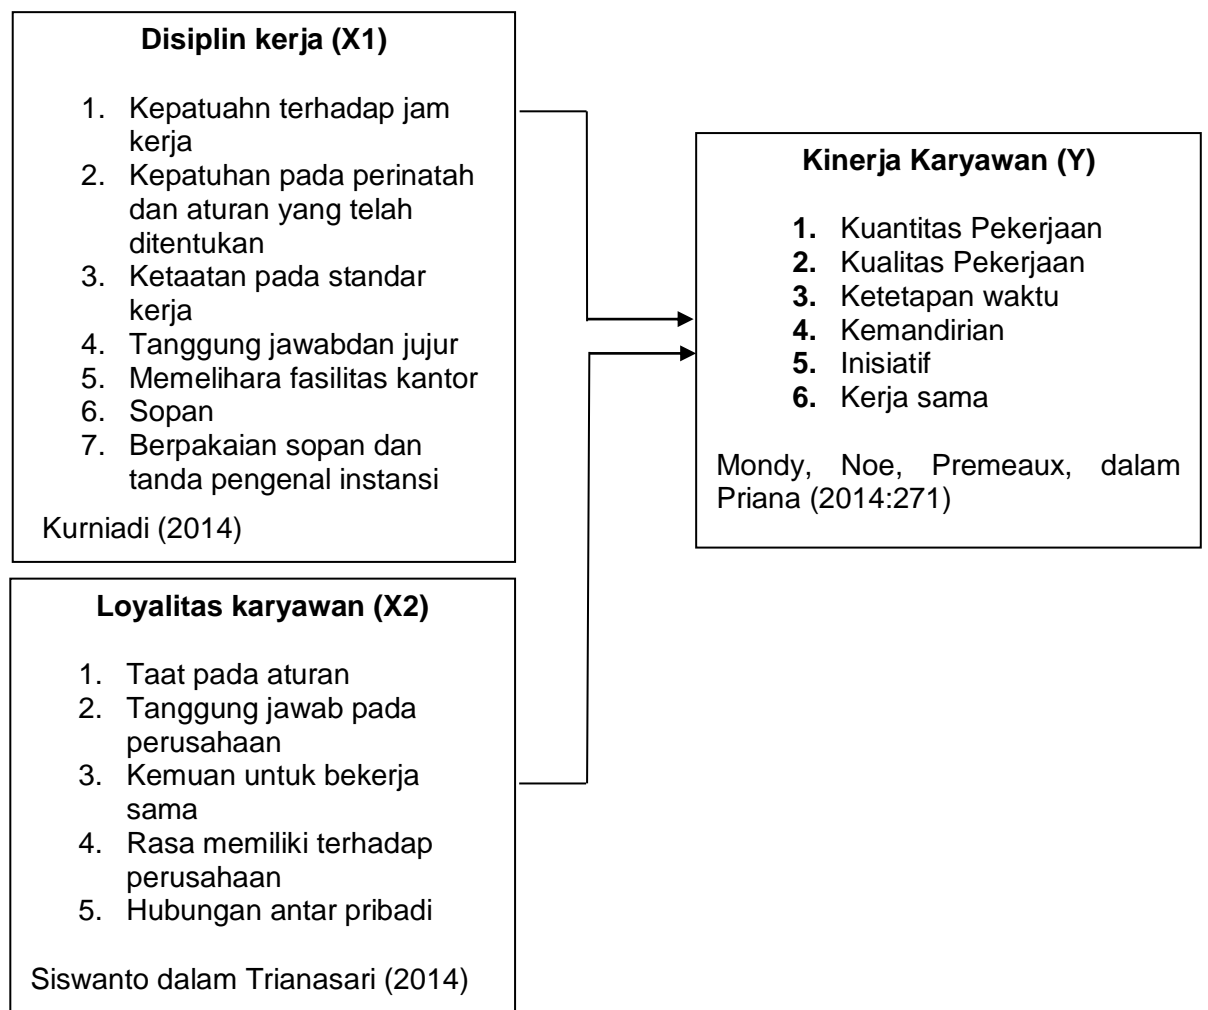 Disiplin kerja (X1)
1. Kepatuahn terhadap jam
kerja
2. Kepatuhan pada perinatah
dan aturan yang telah
ditentukan
3. Ketaatan pada standar
kerja
4. Tanggung jawabdan jujur
5. Memelihara fasilitas kantor
6. Sopan
7. Berpakaian sopan dan
tanda pengenal instansi
Kurniadi (2014)
Loyalitas karyawan (X2)
1. Taat pada aturan
2. Tanggung jawab pada
perusahaan
3. Kemuan untuk bekerja
sama
4. Rasa memiliki terhadap
perusahaan
5. Hubungan antar pribadi
Siswanto dalam Trianasari (2014)
Kinerja Karyawan (Y)
1. Kuantitas Pekerjaan
2. Kualitas Pekerjaan
3. Ketetapan waktu
4. Kemandirian
5. Inisiatif
6. Kerja sama
Mondy, Noe, Premeaux, dalam
Priana (2014:271)